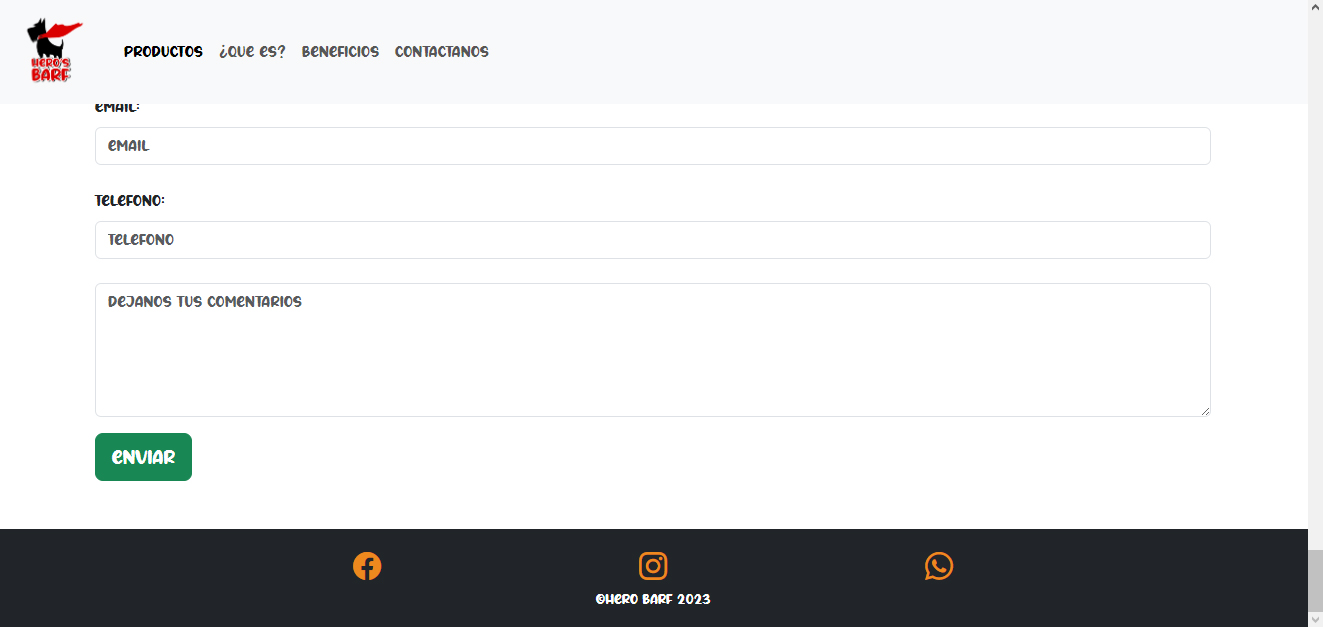 HERO'S
BARF
PRODUCTOS ¿QUE ES? BENEFICIOS CONTACTANOS
EMAIL:
EMAIL
TELEFONO:
TELEFONO
DEJANOS TUS COMENTARIOS
ENVIAR
©HERO BARF 2023